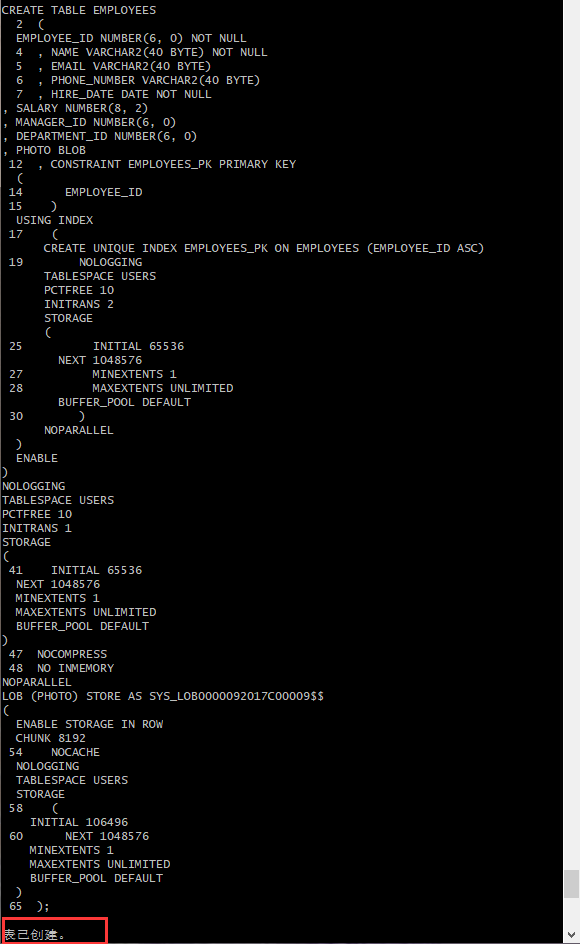 CREATE TABLE EMPLOYEES
  2  (
  EMPLOYEE_ID NUMBER(6, 0) NOT NULL
  4  , NAME VARCHAR2(40 BYTE) NOT NULL
  5  , EMAIL VARCHAR2(40 BYTE)
  6  , PHONE_NUMBER VARCHAR2(40 BYTE)
  7  , HIRE_DATE DATE NOT NULL
, SALARY NUMBER(8, 2)
, MANAGER_ID NUMBER(6, 0)
, DEPARTMENT_ID NUMBER(6, 0)
, PHOTO BLOB
 12  , CONSTRAINT EMPLOYEES_PK PRIMARY KEY
  (
 14      EMPLOYEE_ID
 15    )
  USING INDEX
 17    (
      CREATE UNIQUE INDEX EMPLOYEES_PK ON EMPLOYEES (EMPLOYEE_ID ASC)
 19        NOLOGGING
      TABLESPACE USERS
      PCTFREE 10
      INITRANS 2
      STORAGE
      (
 25          INITIAL 65536
        NEXT 1048576
 27          MINEXTENTS 1
 28          MAXEXTENTS UNLIMITED
        BUFFER_POOL DEFAULT
 30        )
      NOPARALLEL
  )
  ENABLE
)
NOLOGGING
TABLESPACE USERS
PCTFREE 10
INITRANS 1
STORAGE
(
 41    INITIAL 65536
  NEXT 1048576
  MINEXTENTS 1
  MAXEXTENTS UNLIMITED
  BUFFER_POOL DEFAULT
)
 47  NOCOMPRESS
 48  NO INMEMORY
NOPARALLEL
LOB (PHOTO) STORE AS SYS_LOB0000092017C00009$$
(
  ENABLE STORAGE IN ROW
  CHUNK 8192
 54    NOCACHE
  NOLOGGING
  TABLESPACE USERS
  STORAGE
 58    (
    INITIAL 106496
 60      NEXT 1048576
    MINEXTENTS 1
    MAXEXTENTS UNLIMITED
    BUFFER_POOL DEFAULT
  )
 65  );
表已创建。